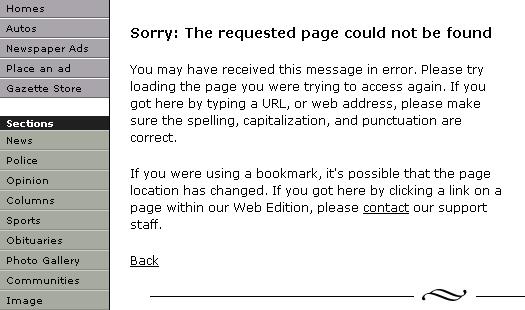 Homes
Autos
Newspaper Ads
Place an ad
Gazette Store
Sections
News
Police
Opinion
Columns
Sports
Obituaries
Photo Gallery
Communities
Image
Sorry: The requested page could not be found
You may have received this message in error. Please try
loading the page you were trying to access again. If you
got here by typing a URL, or web address, please make
sure the spelling, capitalization, and punctuation are
correct.
If you were using a bookmark, it's possible that the page
location has changed. If you got here by clicking a link on a
page within our Web Edition, please contact our support
staff.
Back